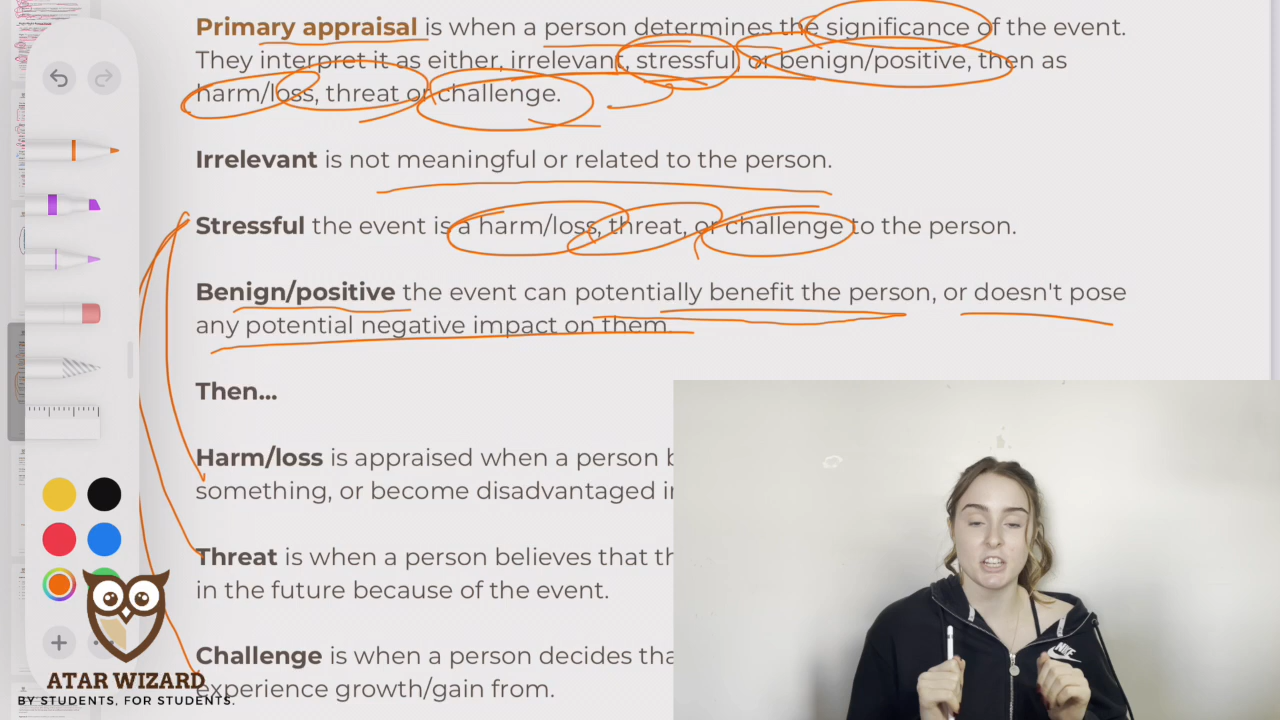 Primary appraisal is when a person determines the significance of the event.
They interpret it as either, irrelevant, stressful, or benign/positive, then as
harm/loss, threat or challenge.
Irrelevant is not meaningful or related to the person.
Stressful the event is a harm/loss, threat, or challenge to the person.
Benign/positive the event can potentially benefit the person, or doesn't pose
any potential negative impact on them.
Then...
Harm/loss is appraised when a person
something, or become disadvantaged
Threat is when a person believes that
in the future because of the event.
Challenge is when a person decides
experience growth/gain from.
NIKE
ATAR WIZARD
BY STUDENTS, FOR STUDENTS.